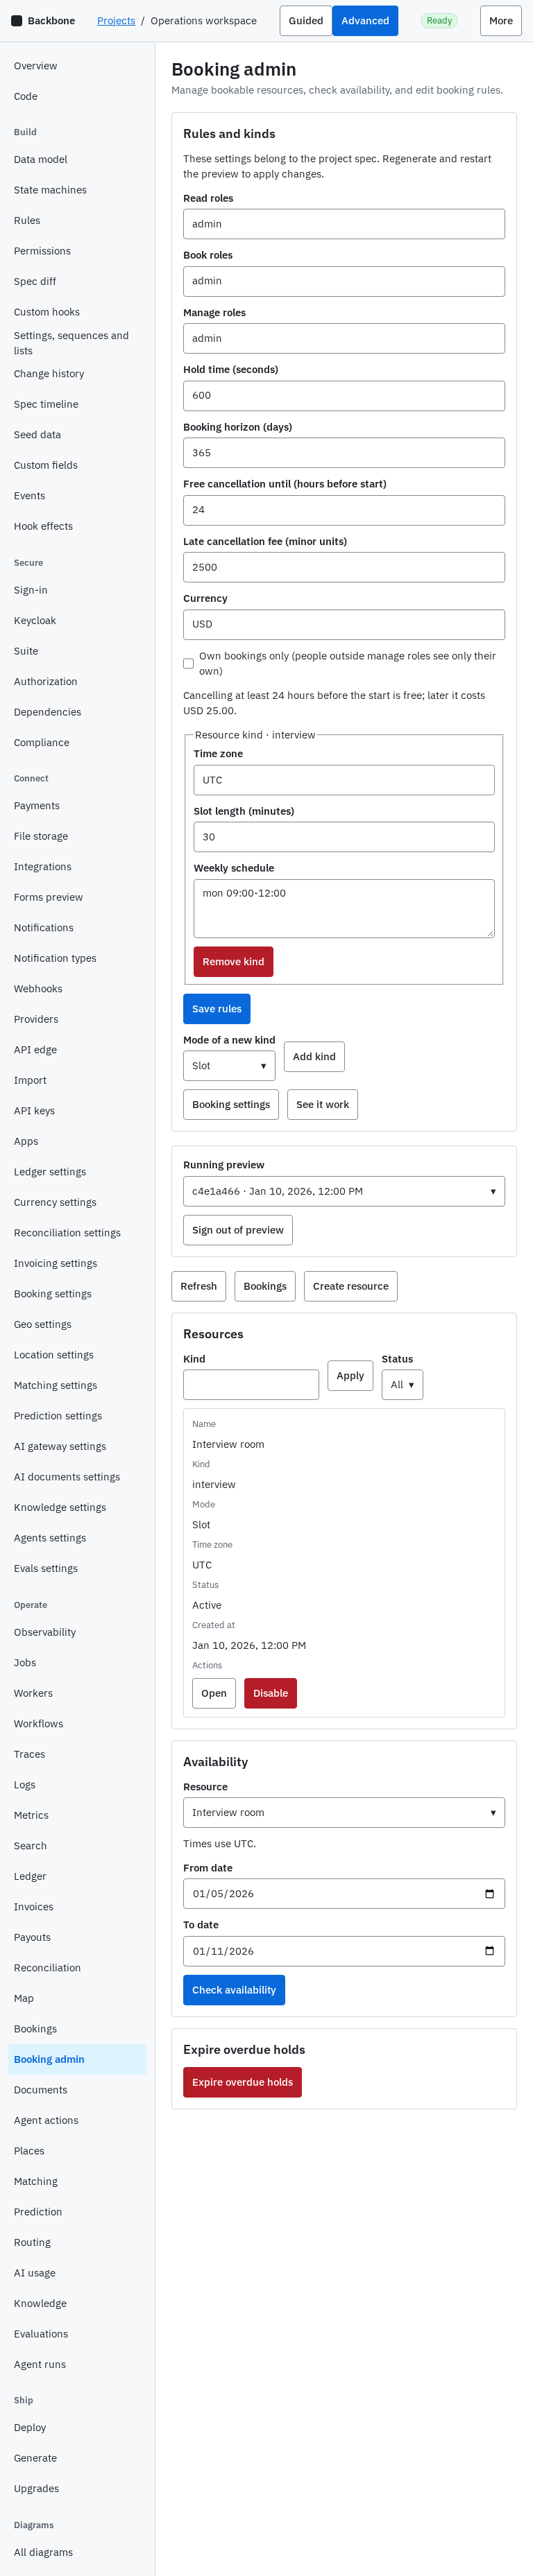 Backbone
Projects / Operations workspace
Guided
Advanced
Ready
More
Overview
Code
Build
Data model
State machines
Rules
Permissions
Spec diff
Custom hooks
Settings, sequences and
lists
Change history
Spec timeline
Seed data
Custom fields
Events
Hook effects
Secure
Sign-in
Keycloak
Suite
Authorization
Dependencies
Compliance
Connect
Payments
File storage
Integrations
Forms preview
Notifications
Notification types
Webhooks
Providers
API edge
Import
API keys
Apps
Ledger settings
Currency settings
Reconciliation settings
Invoicing settings
Booking settings
Geo settings
Location settings
Matching settings
Prediction settings
AI gateway settings
AI documents settings
Knowledge settings
Agents settings
Evals settings
Operate
Observability
Jobs
Workers
Workflows
Traces
Logs
Metrics
Search
Ledger
Invoices
Payouts
Reconciliation
Map
Bookings
Booking admin
Documents
Agent actions
Places
Matching
Prediction
Routing
AI usage
Knowledge
Evaluations
Agent runs
Ship
Deploy
Generate
Upgrades
Diagrams
All diagrams
Booking admin
Manage bookable resources, check availability, and edit booking rules.
Rules and kinds
These settings belong to the project spec. Regenerate and restart
the preview to apply changes.
Read roles
admin
Book roles
admin
Manage roles
admin
Hold time (seconds)
600
Booking horizon (days)
365
Free cancellation until (hours before start)
24
Late cancellation fee (minor units)
2500
Currency
USD
Own bookings only (people outside manage roles see only their
own)
Cancelling at least 24 hours before the start is free; later it costs
USD 25.00.
Resource kind · interview
Time zone
UTC
Slot length (minutes)
30
Weekly schedule
mon 09:00-12:00
Remove kind
Save rules
Mode of a new kind
Slot
Add kind
Booking settings
See it work
Running preview
c4e1a466 · Jan 10, 2026, 12:00 PM
Sign out of preview
Refresh
Bookings
Create resource
Resources
Kind
Apply
Status
All
Name
Interview room
Kind
interview
Mode
Slot
Time zone
UTC
Status
Active
Created at
Jan 10, 2026, 12:00 PM
Actions
Open
Disable
Availability
Resource
Interview room
Times use UTC.
From date
01/05/2026
To date
01/11/2026
Check availability
Expire overdue holds
Expire overdue holds